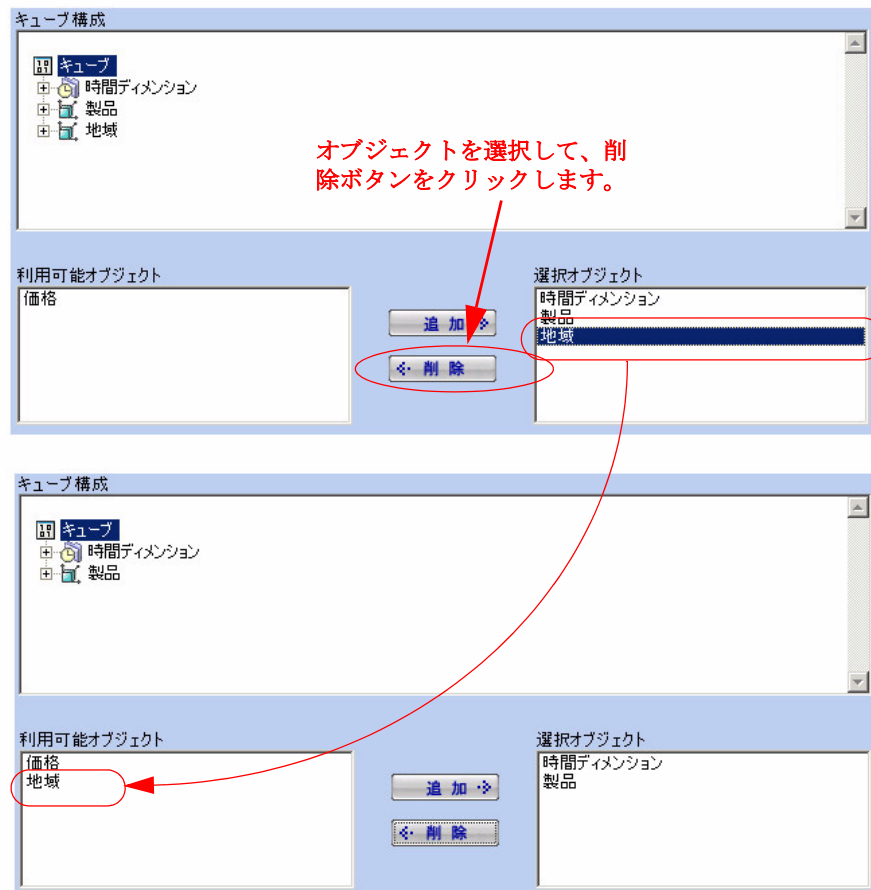 キューブ構成
キューブ
時間ディメンション
製品
地域
オブジェクトを選択して、削
除ボタンをクリックします。
利用可能オブジェクト
価格
追 加
削 除
選択オブジェクト
時間ディメンション
製品
地域
キューブ構成
キューブ
時間ディメンション
製品
利用可能オブジェクト
価格
地域
追 加
削 除
選択オブジェクト
時間ディメンション
製品